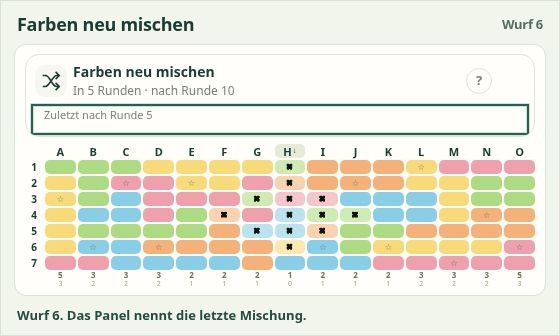 Farben neu mischen
Wurf 6
Farben neu mischen
In 5 Runden · nach Runde 10
?
Zuletzt nach Runde 5
A B C D E F G H↓ I J K L M N O
1
2
3
4
5
6
7
5 3 3 2 2 2 2 1 2 2 2 3 3 3 5
3 2 2 1 1 1 1 0 1 1 1 2 2 2 3
Wurf 6. Das Panel nennt die letzte Mischung.